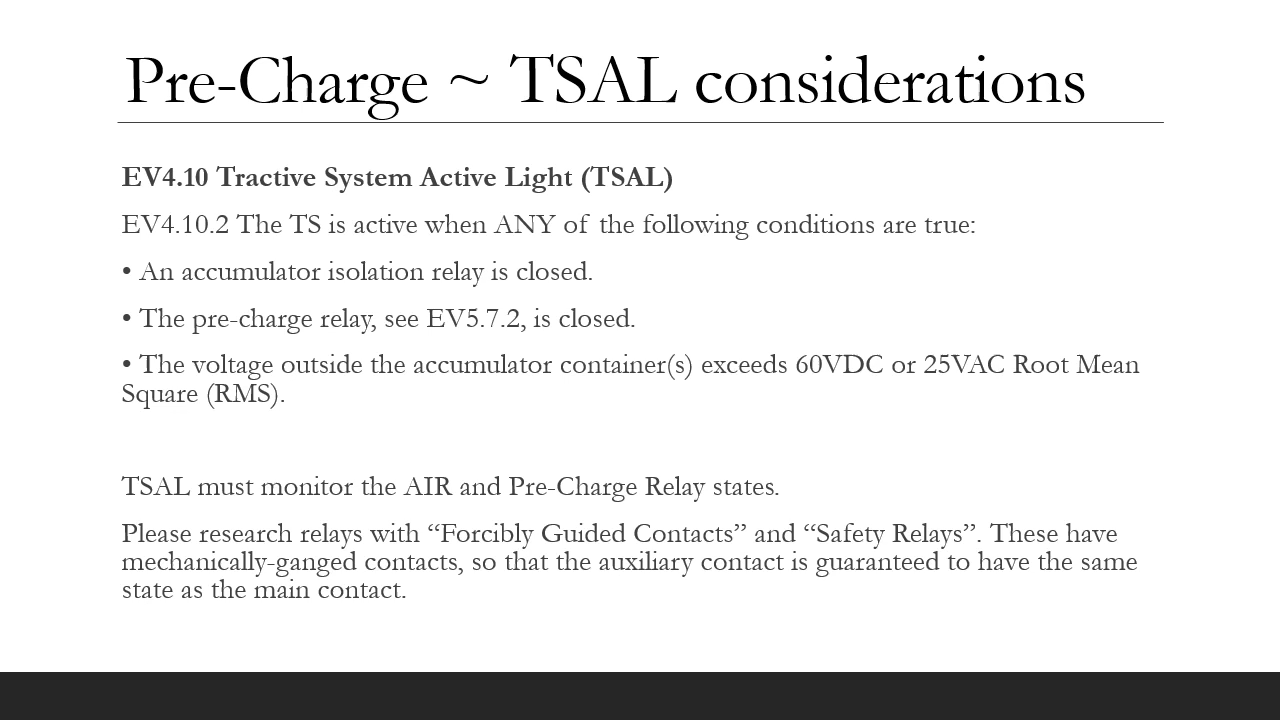 Pre-Charge ~ TSAL considerations
EV4.10 Tractive System Active Light (TSAL)
EV4.10.2 The TS is active when ANY of the following conditions are true:
• An accumulator isolation relay is closed.
• The pre-charge relay, see EV5.7.2, is closed.
• The voltage outside the accumulator container(s) exceeds 60VDC or 25VAC Root Mean
Square (RMS).
TSAL must monitor the AIR and Pre-Charge Relay states.
Please research relays with “Forcibly Guided Contacts” and “Safety Relays”. These have
mechanically-ganged contacts, so that the auxiliary contact is guaranteed to have the same
state as the main contact.